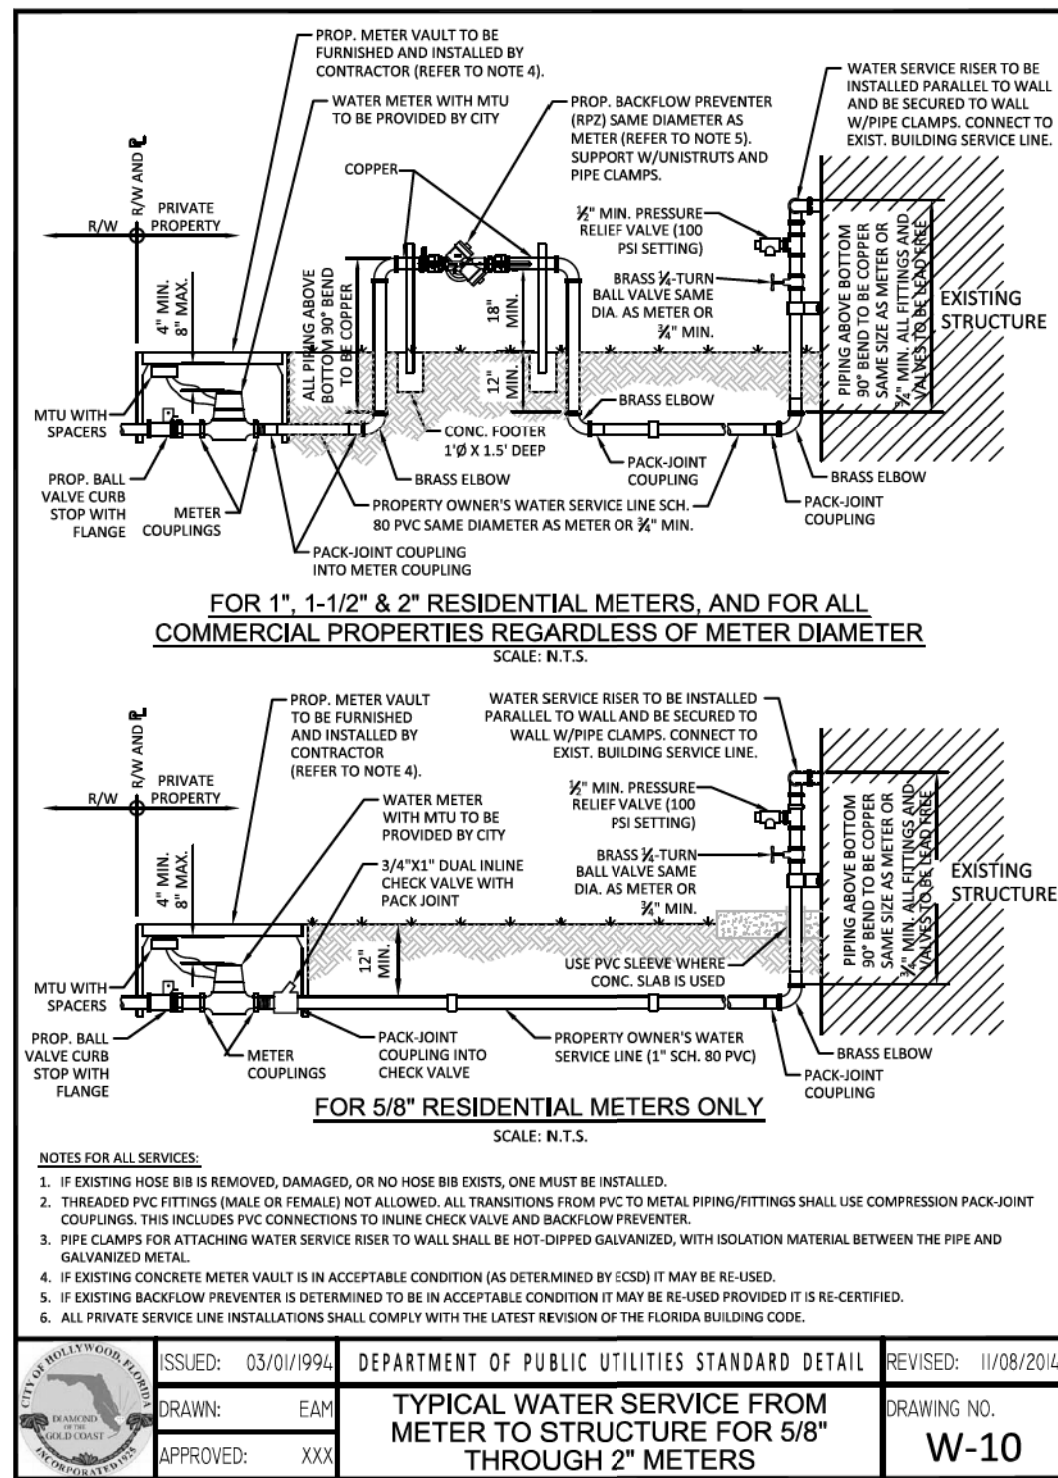 PROP. METER VAULT TO BE
FURNISHED AND INSTALLED BY
CONTRACTOR (REFER TO NOTE 4).
WATER METER WITH MTU
TO BE PROVIDED BY CITY
PROP. BACKFLOW PREVENTER
(RPZ) SAME DIAMETER AS
METER (REFER TO NOTE 5).
SUPPORT W/UNISTRUTS AND
PIPE CLAMPS.
WATER SERVICE RISER TO BE
INSTALLED PARALLEL TO WALL
AND BE SECURED TO WALL
W/PIPE CLAMPS. CONNECT TO
EXIST. BUILDING SERVICE LINE.
COPPER
R/W AND PL
R/W
PRIVATE
PROPERTY
½" MIN. PRESSURE
RELIEF VALVE (100
PSI SETTING)
BRASS ¼-TURN
BALL VALVE SAME
DIA. AS METER OR
¾" MIN.
4" MIN.
8" MAX.
ALL PIPING ABOVE
BOTTOM 90° BEND
TO BE COPPER
18"
MIN.
12"
MIN.
PIPING ABOVE BOTTOM
90° BEND TO BE COPPER
SAME SIZE AS METER OR
¾" MIN. ALL FITTINGS AND
VALVES TO BE LEAD FREE
EXISTING
STRUCTURE
MTU WITH
SPACERS
BRASS ELBOW
CONC. FOOTER
1'Ø X 1.5' DEEP
PACK-JOINT
COUPLING
BRASS ELBOW
BRASS ELBOW
PROP. BALL
VALVE CURB
STOP WITH
FLANGE
METER
COUPLINGS
PROPERTY OWNER'S WATER SERVICE LINE SCH.
80 PVC SAME DIAMETER AS METER OR ¾" MIN.
PACK-JOINT
COUPLING
PACK-JOINT COUPLING
INTO METER COUPLING
FOR 1", 1-1/2" & 2" RESIDENTIAL METERS, AND FOR ALL
COMMERCIAL PROPERTIES REGARDLESS OF METER DIAMETER
SCALE: N.T.S.
PROP. METER VAULT
TO BE FURNISHED
AND INSTALLED BY
CONTRACTOR
(REFER TO NOTE 4).
WATER SERVICE RISER TO BE INSTALLED
PARALLEL TO WALL AND BE SECURED TO
WALL W/PIPE CLAMPS. CONNECT TO
EXIST. BUILDING SERVICE LINE.
R/W AND PL
R/W
PRIVATE
PROPERTY
WATER METER
WITH MTU TO BE
PROVIDED BY CITY
½" MIN. PRESSURE
RELIEF VALVE (100
PSI SETTING)
3/4"X1" DUAL INLINE
CHECK VALVE WITH
PACK JOINT
BRASS ¼-TURN
BALL VALVE SAME
DIA. AS METER OR
¾" MIN.
4" MIN.
8" MAX.
12"
MIN.
PIPING ABOVE BOTTOM
90° BEND TO BE COPPER
SAME SIZE AS METER OR
¾" MIN. ALL FITTINGS AND
VALVES TO BE LEAD FREE
EXISTING
STRUCTURE
USE PVC SLEEVE WHERE
CONC. SLAB IS USED
MTU WITH
SPACERS
PROP. BALL
VALVE CURB
STOP WITH
FLANGE
METER
COUPLINGS
PACK-JOINT
COUPLING INTO
CHECK VALVE
PROPERTY OWNER'S WATER
SERVICE LINE (1" SCH. 80 PVC)
BRASS ELBOW
PACK-JOINT
COUPLING
FOR 5/8" RESIDENTIAL METERS ONLY
SCALE: N.T.S.
NOTES FOR ALL SERVICES:
1. IF EXISTING HOSE BIB IS REMOVED, DAMAGED, OR NO HOSE BIB EXISTS, ONE MUST BE INSTALLED.
2. THREADED PVC FITTINGS (MALE OR FEMALE) NOT ALLOWED. ALL TRANSITIONS FROM PVC TO METAL PIPING/FITTINGS SHALL USE COMPRESSION PACK-JOINT
COUPLINGS. THIS INCLUDES PVC CONNECTIONS TO INLINE CHECK VALVE AND BACKFLOW PREVENTER.
3. PIPE CLAMPS FOR ATTACHING WATER SERVICE RISER TO WALL SHALL BE HOT-DIPPED GALVANIZED, WITH ISOLATION MATERIAL BETWEEN THE PIPE AND
GALVANIZED METAL.
4. IF EXISTING CONCRETE METER VAULT IS IN ACCEPTABLE CONDITION (AS DETERMINED BY ECSD) IT MAY BE RE-USED.
5. IF EXISTING BACKFLOW PREVENTER IS DETERMINED TO BE IN ACCEPTABLE CONDITION IT MAY BE RE-USED PROVIDED IT IS RE-CERTIFIED.
6. ALL PRIVATE SERVICE LINE INSTALLATIONS SHALL COMPLY WITH THE LATEST REVISION OF THE FLORIDA BUILDING CODE.
CITY OF HOLLYWOOD, FLORIDA
DIAMOND
OF THE
GOLD COAST
INCORPORATED 1925
ISSUED: 03/01/1994
DRAWN: EAM
APPROVED: XXX
DEPARTMENT OF PUBLIC UTILITIES STANDARD DETAIL
TYPICAL WATER SERVICE FROM
METER TO STRUCTURE FOR 5/8"
THROUGH 2" METERS
REVISED: 11/08/2014
DRAWING NO.
W-10